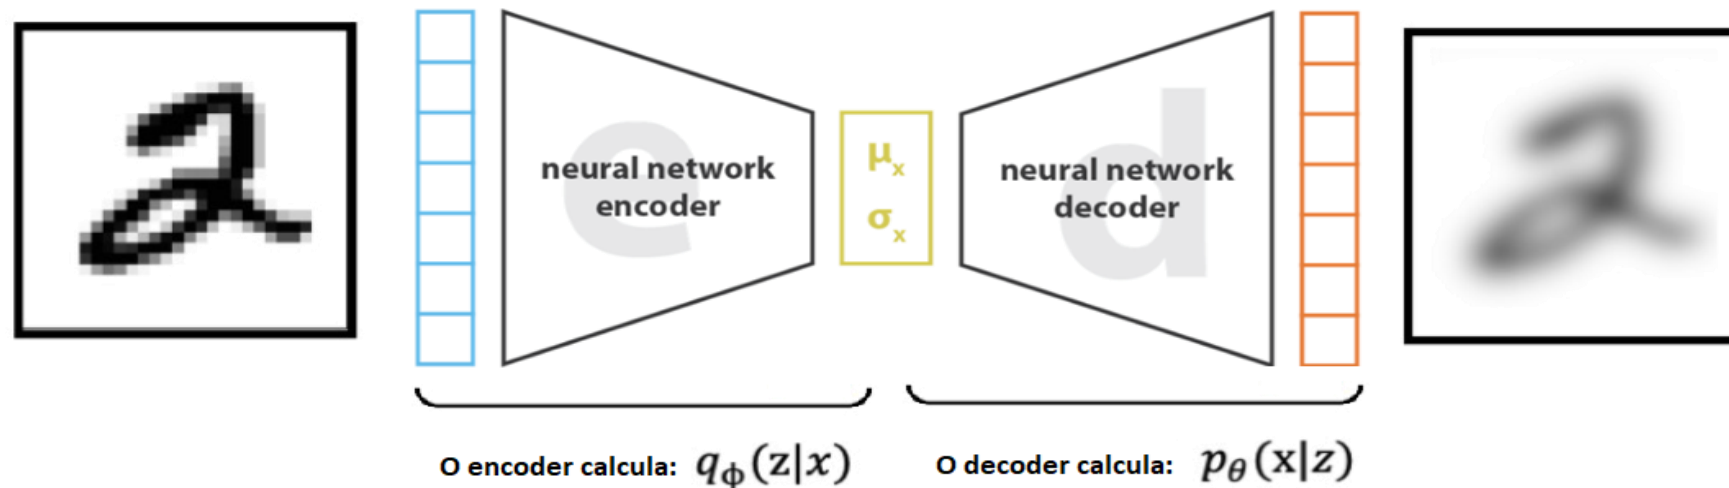 e
neural network
encoder
μₓ
σₓ
d
neural network
decoder
O encoder calcula: qϕ(z|x)
O decoder calcula: pθ(x|z)